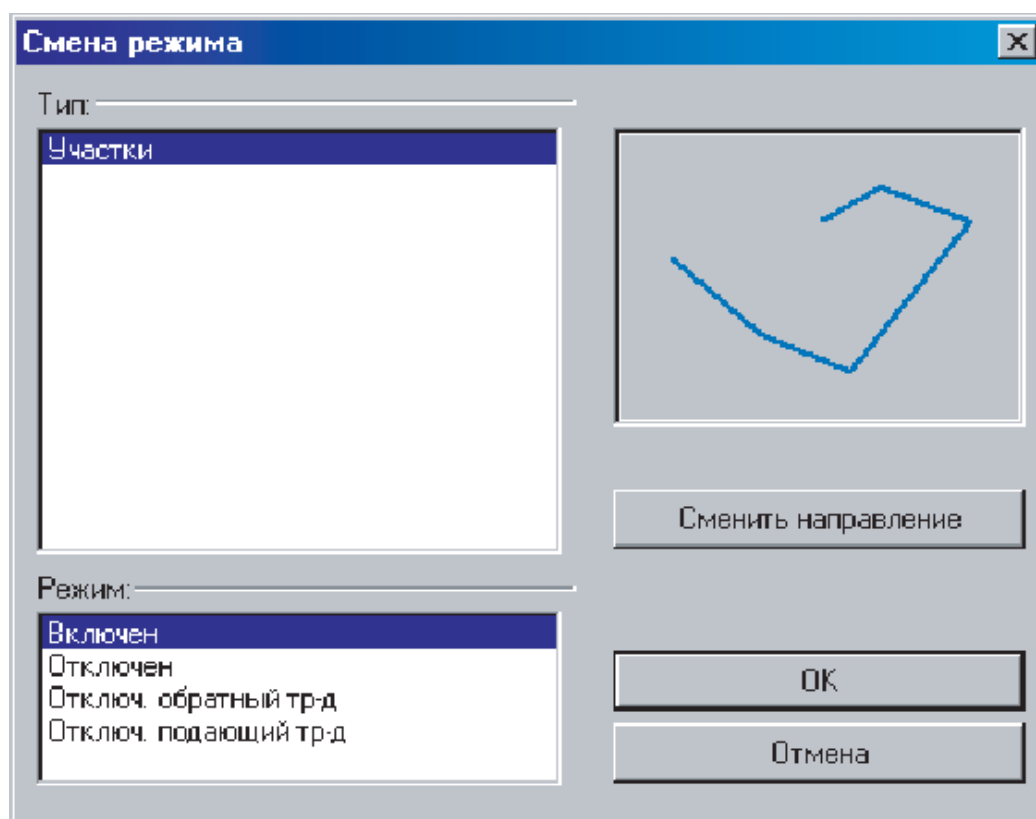 Смена режима
Тип:
Участки
Сменить направление
Режим:
Включен
Отключен
Отключ. обратный тр-д
Отключ. подающий тр-д
OK
Отмена